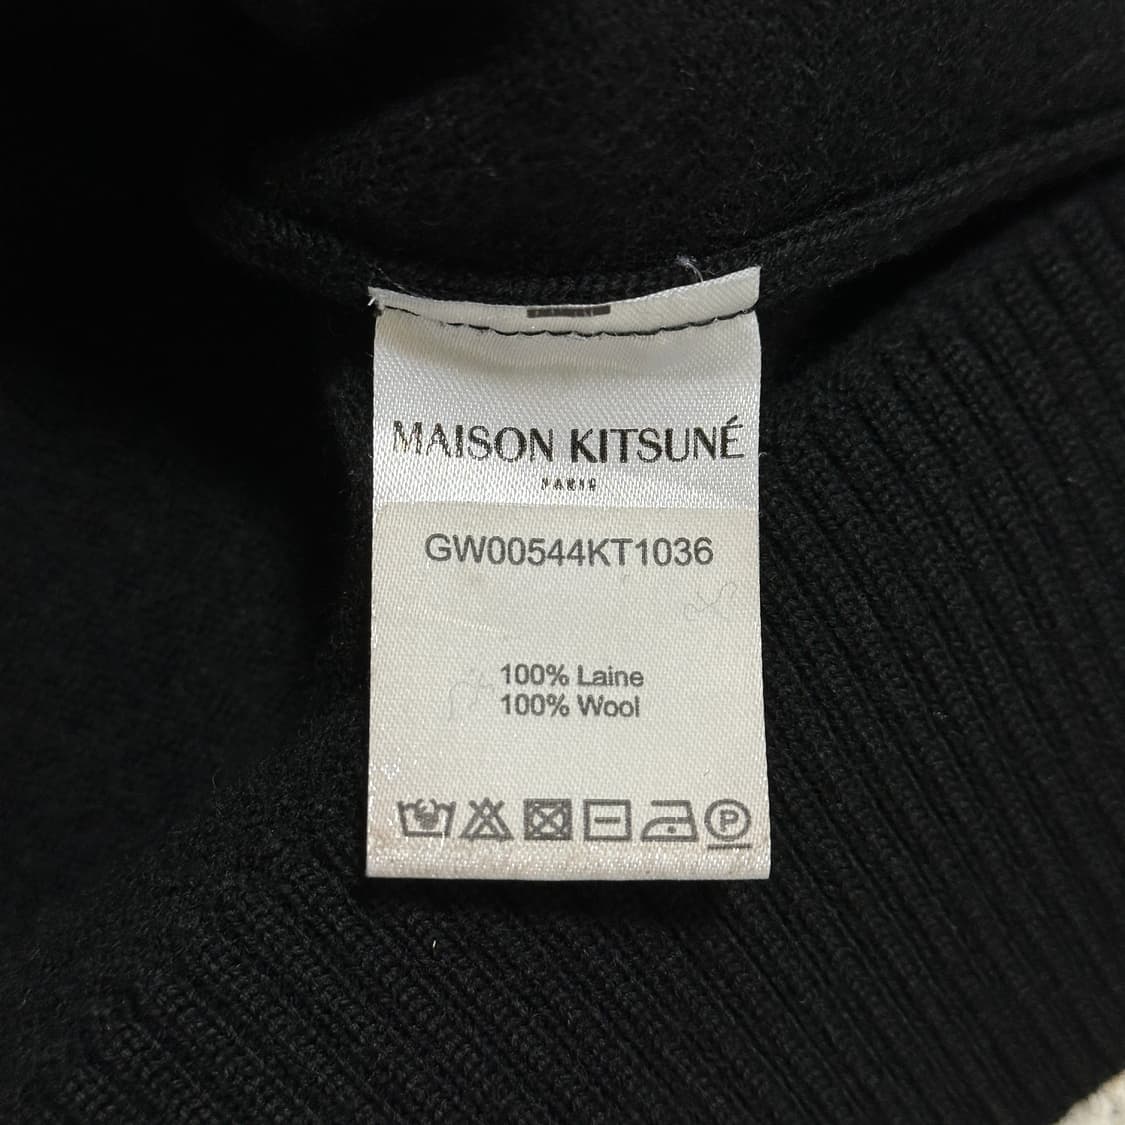 MAISON KITSUNÉ
PARIS
GW00544KT1036
100% Laine
100% Wool
P